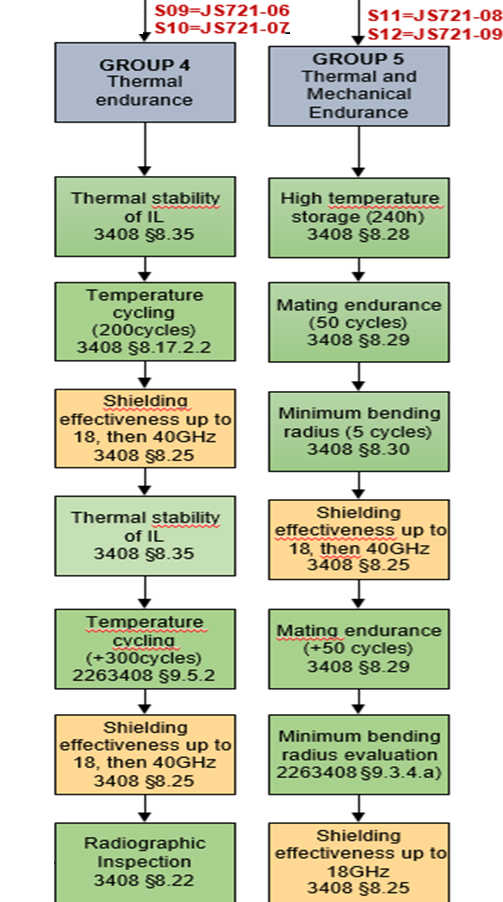 S09=JS721-06
S10=JS721-07
GROUP 4
Thermal
endurance
Thermal stability
of IL
3408 §8.35
Temperature
cycling
(200cycles)
3408 §8.17.2.2
Shielding
effectiveness up to
18, then 40GHz
3408 §8.25
Thermal stability
of IL
3408 §8.35
Temperature
cycling
(+300cycles)
2263408 §9.5.2
Shielding
effectiveness up to
18, then 40GHz
3408 §8.25
Radiographic
Inspection
3408 §8.22
S11=JS721-08
S12=JS721-09
GROUP 5
Thermal and
Mechanical
Endurance
High temperature
storage (240h)
3408 §8.28
Mating endurance
(50 cycles)
3408 §8.29
Minimum bending
radius (5 cycles)
3408 §8.30
Shielding
effectiveness up to
18, then 40GHz
3408 §8.25
Mating endurance
(+50 cycles)
3408 §8.29
Minimum bending
radius evaluation
2263408 §9.3.4.a)
Shielding
effectiveness up to
18GHz
3408 §8.25